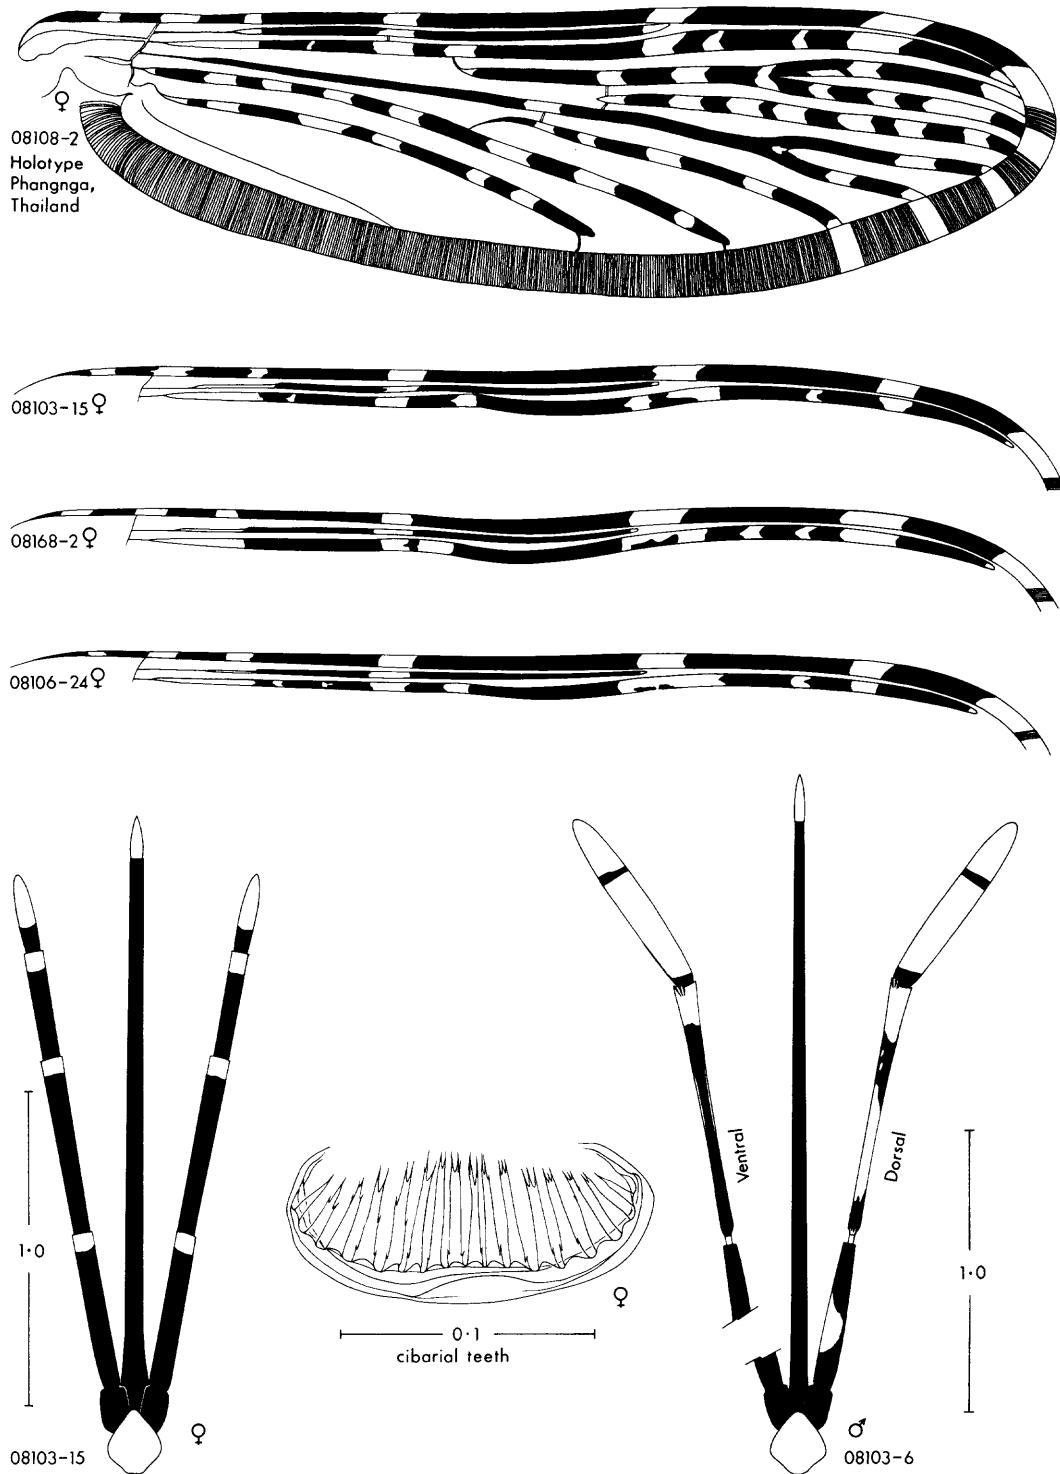 ♀
08108-2
Holotype
Phangnga,
Thailand
08103-15♀
08168-2♀
08106-24♀
1·0
Ventral
Dorsal
1·0
♀
0·1
cibarial teeth
08103-15
♀
♂
08103-6